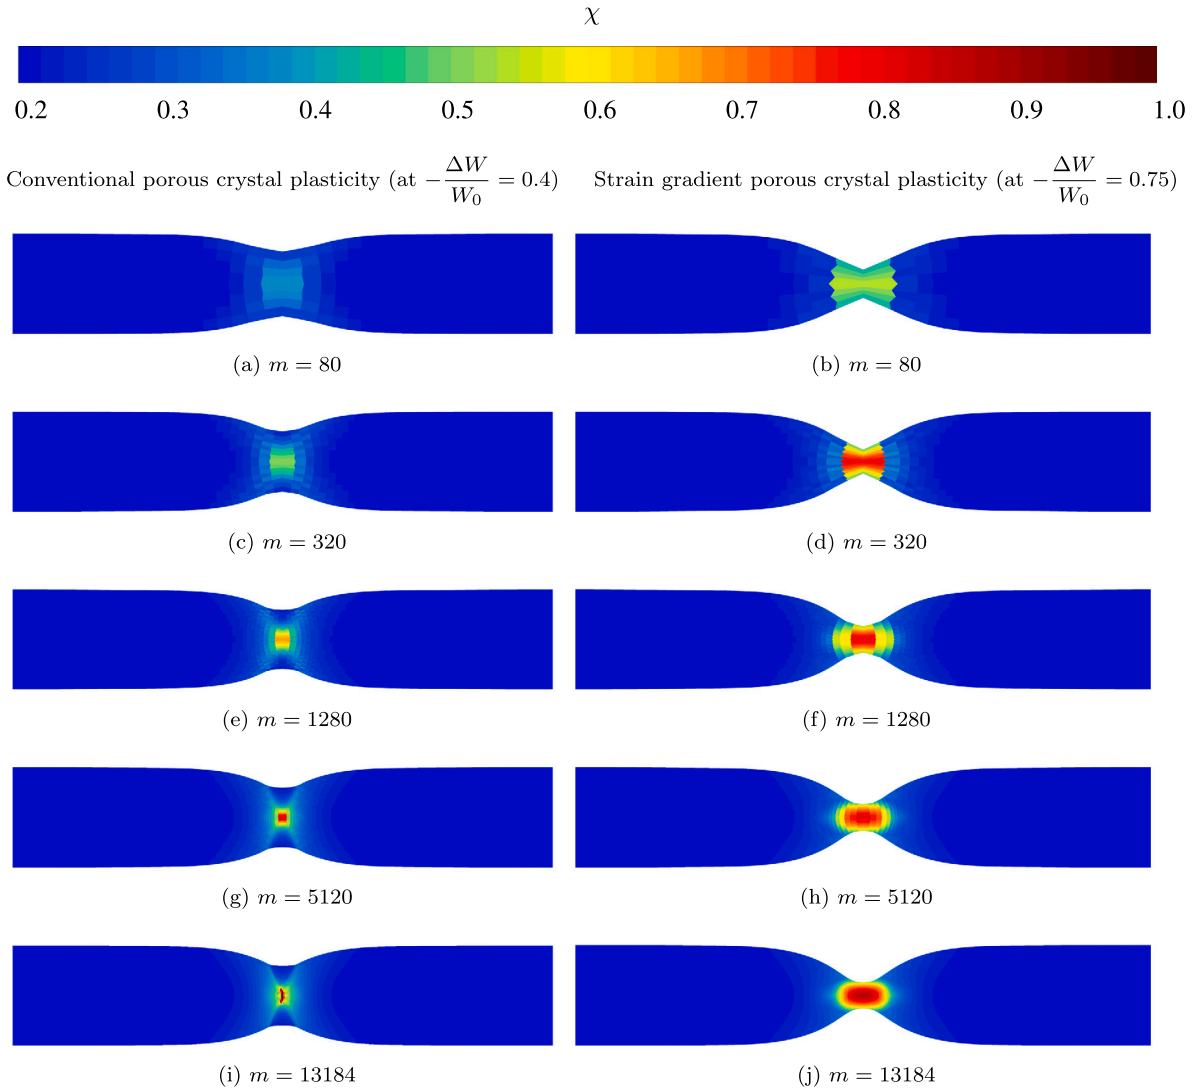 χ
0.2 0.3 0.4 0.5 0.6 0.7 0.8 0.9 1.0
Conventional porous crystal plasticity (at −ΔW/W₀ = 0.4)
Strain gradient porous crystal plasticity (at −ΔW/W₀ = 0.75)
(a) m = 80
(b) m = 80
(c) m = 320
(d) m = 320
(e) m = 1280
(f) m = 1280
(g) m = 5120
(h) m = 5120
(i) m = 13184
(j) m = 13184